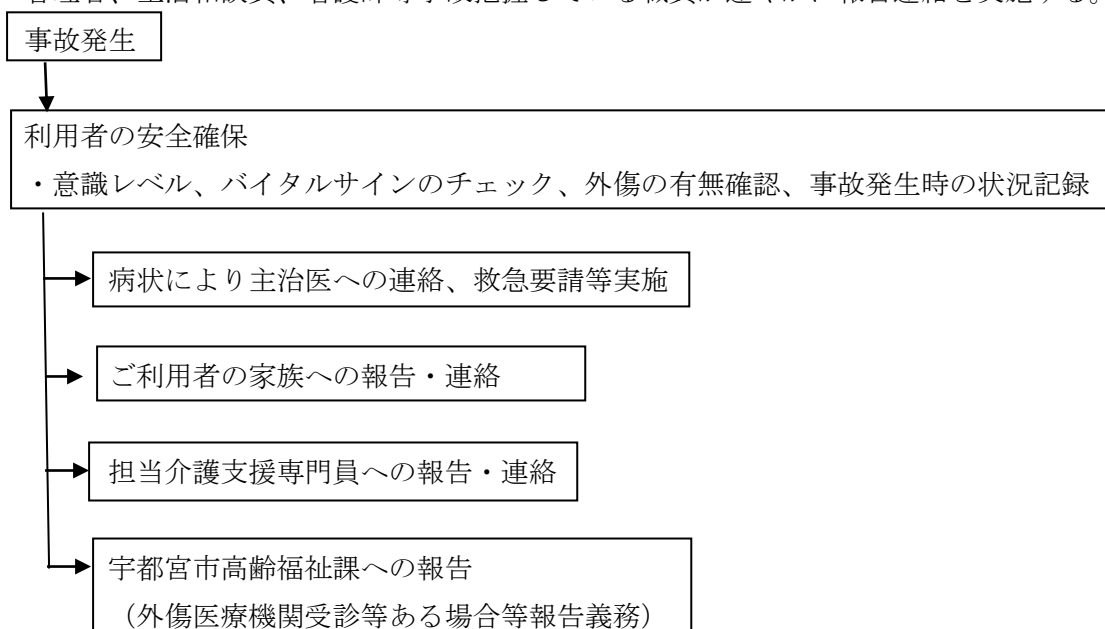 事故発生
利用者の安全確保
・意識レベル、バイタルサインのチェック、外傷の有無確認、事故発生時の状況記録
病状により主治医への連絡、救急要請等実施
ご利用者の家族への報告・連絡
担当介護支援専門員への報告・連絡
宇都宮市高齢福祉課への報告
（外傷医療機関受診等ある場合等報告義務）